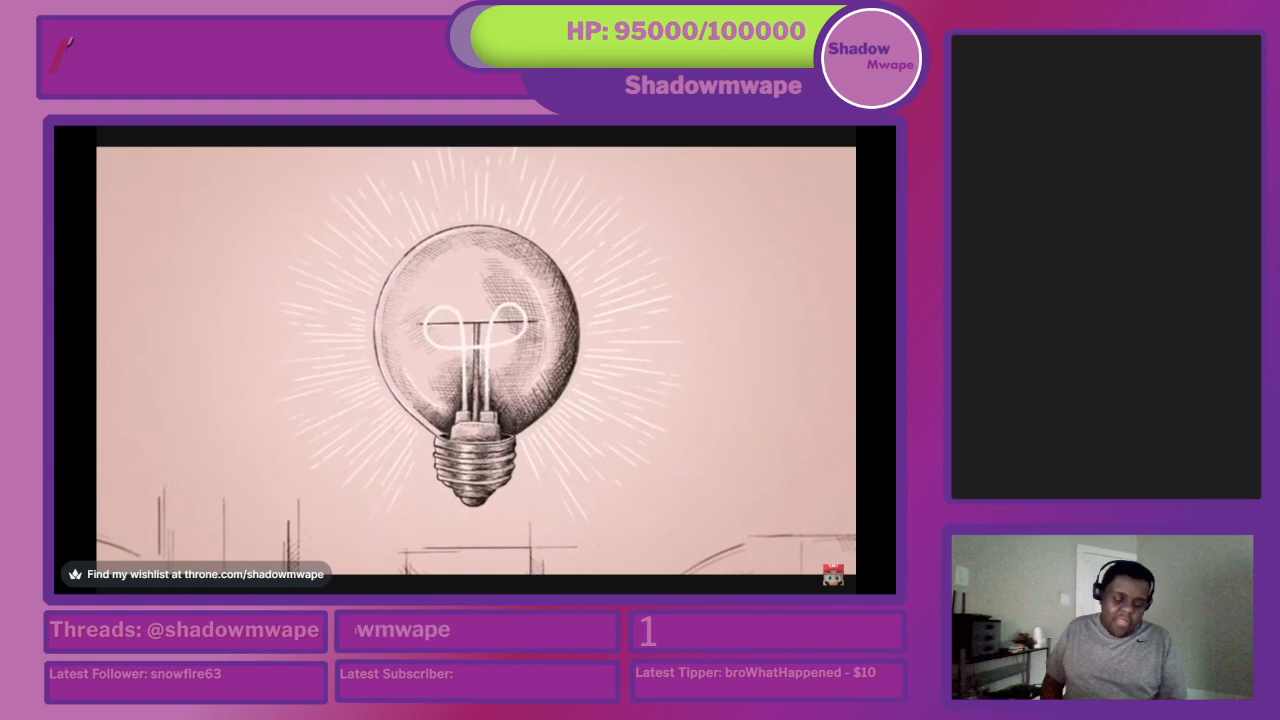 HP: 95000/100000
Shadowmwape
Shadow
Mwape
Find my wishlist at throne.com/shadowmwape
Threads: @shadowmwape
wmwape
1
Latest Follower: snowfire63
Latest Subscriber:
Latest Tipper: broWhatHappened - $10